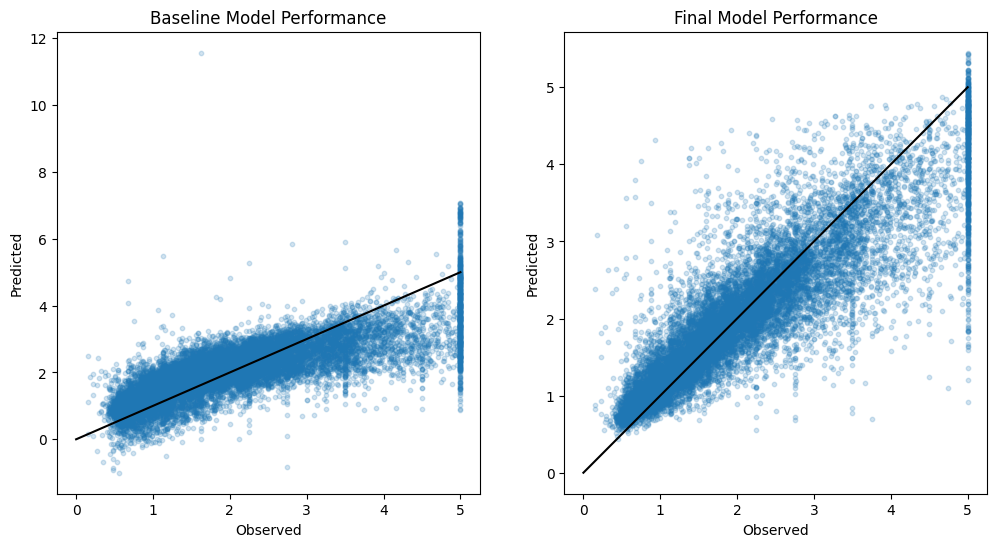 Baseline Model Performance
12
10
8
6
4
2
0
Predicted
0 1 2 3 4 5
Observed
Final Model Performance
5
4
3
2
1
0
Predicted
0 1 2 3 4 5
Observed